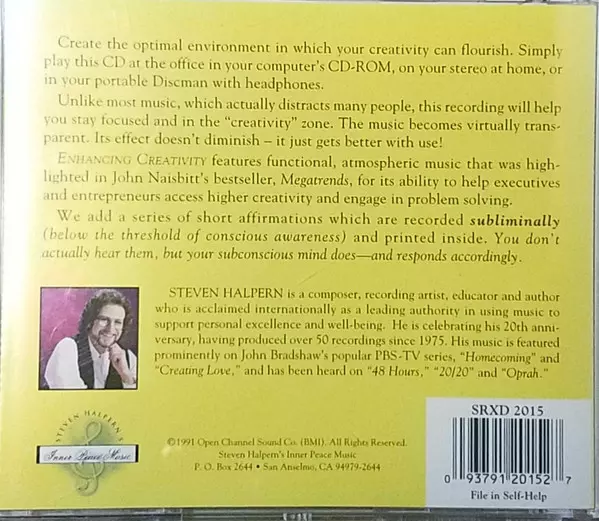 Create the optimal environment in which your creativity can flourish. Simply
play this CD at the office in your computer's CD-ROM, on your stereo at home, or
in your portable Discman with headphones.
Unlike most music, which actually distracts many people, this recording will help
you stay focused and in the “creativity” zone. The music becomes virtually trans-
parent. Its effect doesn't diminish – it just gets better with use!
ENHANCING CREATIVITY features functional, atmospheric music that was high-
lighted in John Naisbitt's bestseller, Megatrends, for its ability to help executives
and entrepreneurs access higher creativity and engage in problem solving.
We add a series of short affirmations which are recorded subliminally
(below the threshold of conscious awareness) and printed inside. You don't
actually hear them, but your subconscious mind does—and responds accordingly.
STEVEN HALPERN is a composer, recording artist, educator and author
who is acclaimed internationally as a leading authority in using music to
support personal excellence and well-being. He is celebrating his 20th anni-
versary, having produced over 50 recordings since 1975. His music is featured
prominently on John Bradshaw's popular PBS-TV series, “Homecoming” and
“Creating Love,” and has been heard on “48 Hours,” “20/20” and “Oprah.”
STEVEN HALPERN'S
Inner Peace Music
©1991 Open Channel Sound Co. (BMI). All Rights Reserved.
Steven Halpern's Inner Peace Music
P. O. Box 2644 • San Anselmo, CA 94979-2644
SRXD 2015
0 93791 20152 7
File in Self-Help